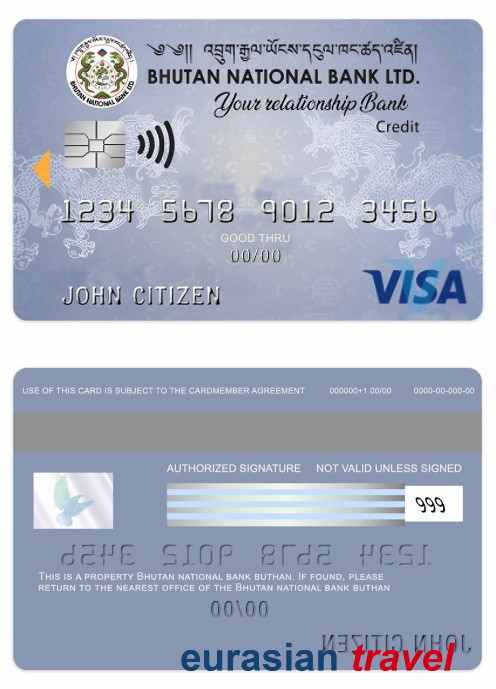 ༄༅།། འབྲུག་རྒྱལ་ཡོངས་དངུལ་ཁང་ཚད་འཛིན།
BHUTAN NATIONAL BANK LTD.
BHUTAN NATIONAL BANK LTD
Your relationship Bank
Credit
1234 5678 9012 3456
GOOD THRU
00/00
JOHN CITIZEN
VISA
USE OF THIS CARD IS SUBJECT TO THE CARDMEMBER AGREEMENT 000000+1 00/00 0000-00-000-00
AUTHORIZED SIGNATURE NOT VALID UNLESS SIGNED
999
1234 5678 9012 3456
THIS IS A PROPERTY BHUTAN NATIONAL BANK BUTHAN. IF FOUND, PLEASE
RETURN TO THE NEAREST OFFICE OF THE BHUTAN NATIONAL BANK BUTHAN
00/00
JOHN CITIZEN
eurasian travel